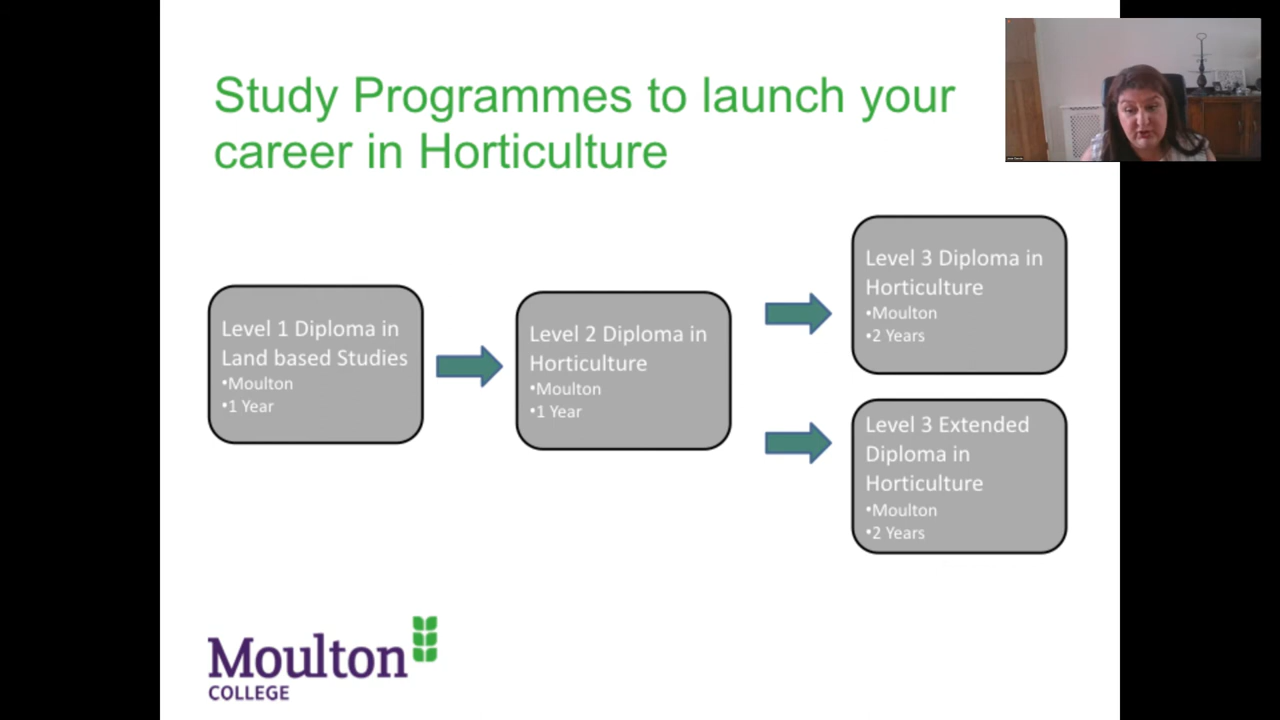 Study Programmes to launch your
career in Horticulture
Level 1 Diploma in
Land based Studies
•Moulton
•1 Year
Level 2 Diploma in
Horticulture
•Moulton
•1 Year
Level 3 Diploma in
Horticulture
•Moulton
•2 Years
Level 3 Extended
Diploma in
Horticulture
•Moulton
•2 Years
Moulton
COLLEGE